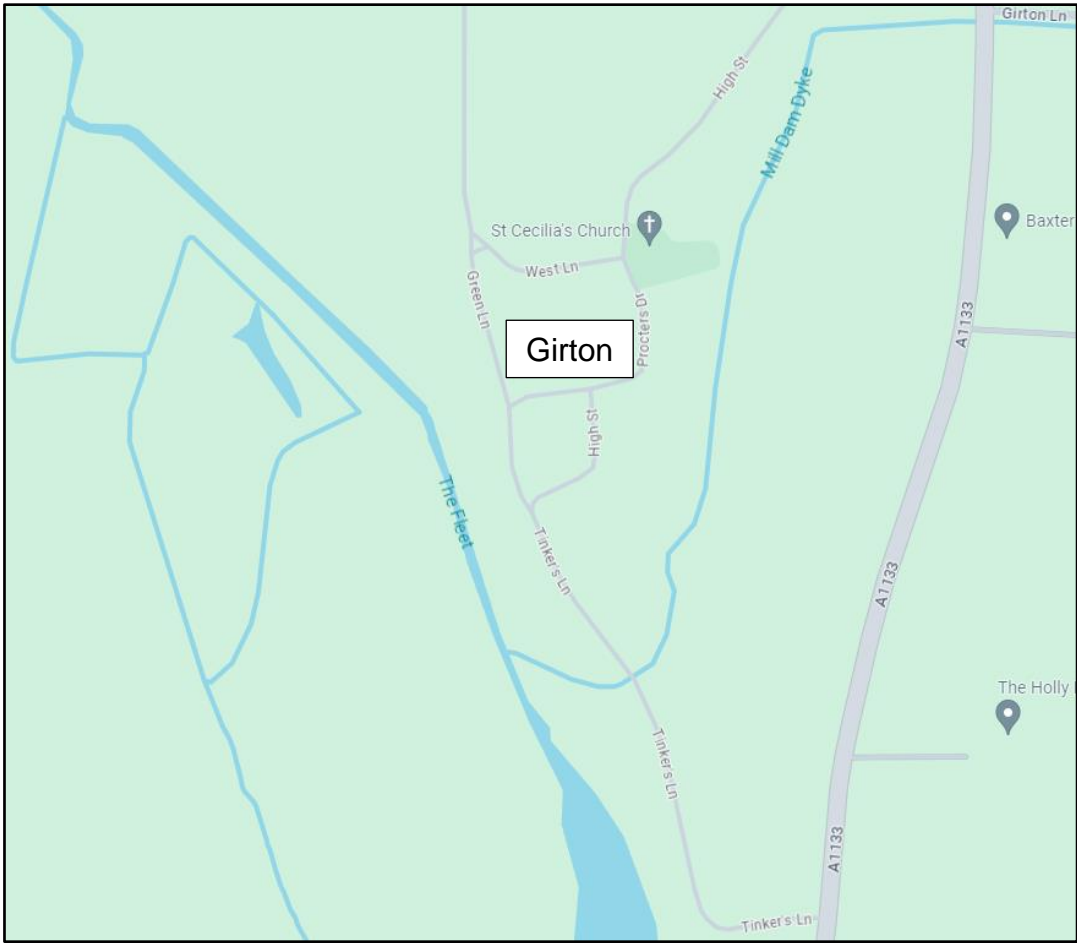 Girton Ln
High St
Mill Dam Dyke
St Cecilia's Church
Baxter
West Ln
Green Ln
Procters Dr
A1133
Girton
High St
The Fleet
Tinker's Ln
A1133
The Holly
Tinker's Ln
A1133
Tinker's Ln